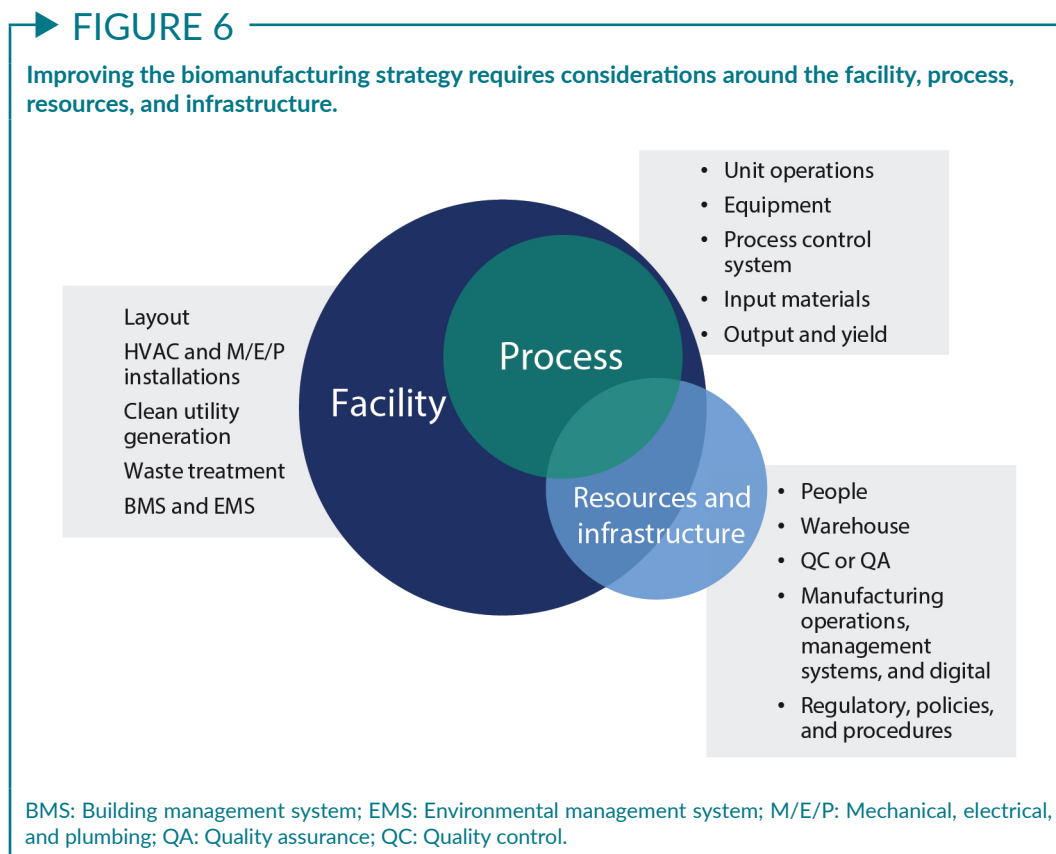 FIGURE 6
Improving the biomanufacturing strategy requires considerations around the facility, process,
resources, and infrastructure.
• Unit operations
• Equipment
• Process control
system
• Input materials
• Output and yield
Layout
HVAC and M/E/P
installations
Clean utility
generation
Waste treatment
BMS and EMS
Process
Facility
Resources and
infrastructure
• People
• Warehouse
• QC or QA
• Manufacturing
operations,
management
systems, and digital
• Regulatory, policies,
and procedures
BMS: Building management system; EMS: Environmental management system; M/E/P: Mechanical, electrical,
and plumbing; QA: Quality assurance; QC: Quality control.